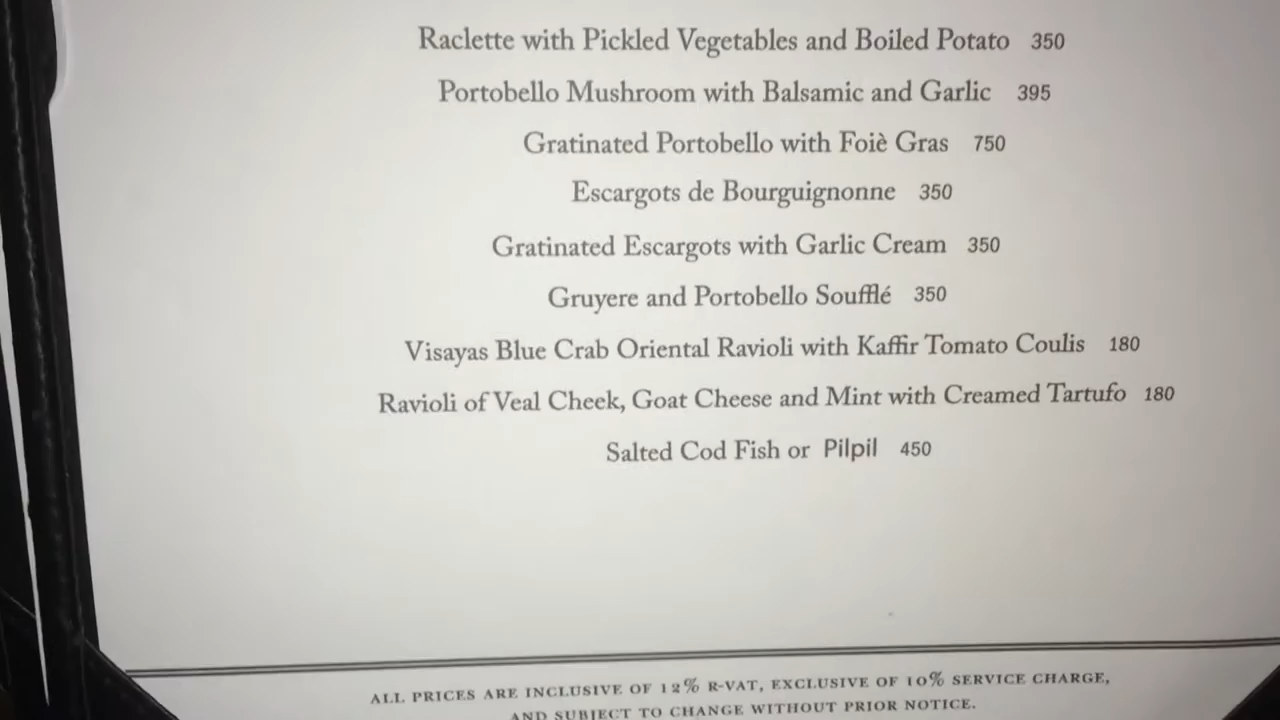 Raclette with Pickled Vegetables and Boiled Potato 350
Portobello Mushroom with Balsamic and Garlic 395
Gratinated Portobello with Foiè Gras 750
Escargots de Bourguignonne 350
Gratinated Escargots with Garlic Cream 350
Gruyere and Portobello Soufflé 350
Visayas Blue Crab Oriental Ravioli with Kaffir Tomato Coulis 180
Ravioli of Veal Cheek, Goat Cheese and Mint with Creamed Tartufo 180
Salted Cod Fish or Pilpil 450
ALL PRICES ARE INCLUSIVE OF 12% R-VAT, EXCLUSIVE OF 10% SERVICE CHARGE,
AND SUBJECT TO CHANGE WITHOUT PRIOR NOTICE.